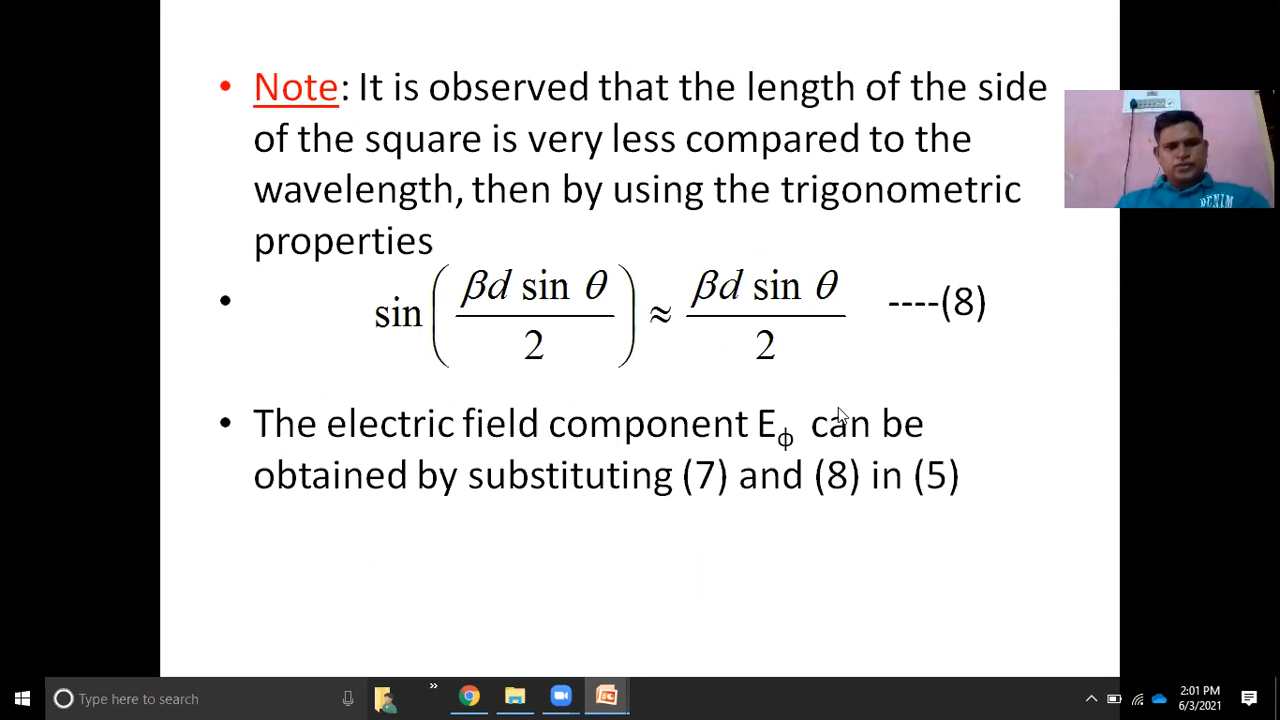 • Note: It is observed that the length of the side
of the square is very less compared to the
wavelength, then by using the trigonometric
properties
• sin(βd sin θ / 2) ≈ βd sin θ / 2 ----(8)
• The electric field component Eϕ can be
obtained by substituting (7) and (8) in (5)
DENIM
Type here to search
2:01 PM
6/3/2021